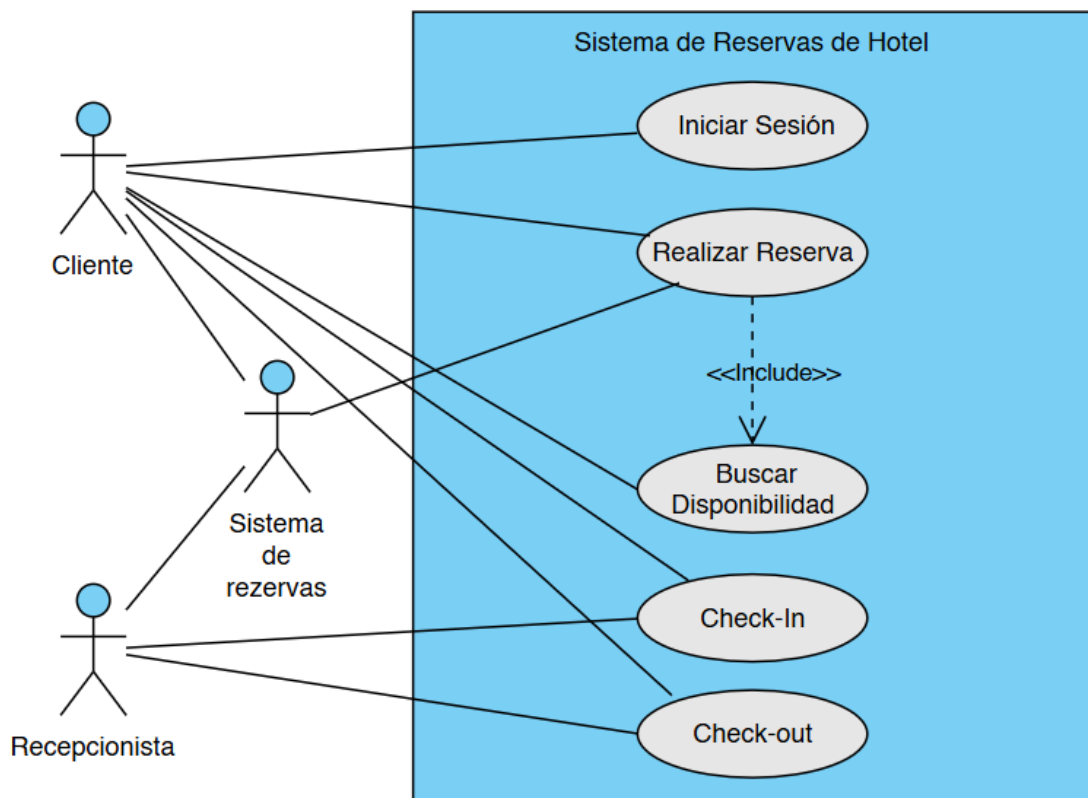 Sistema de Reservas de Hotel
Iniciar Sesión
Cliente
Realizar Reserva
<<Include>>
Buscar
Disponibilidad
Sistema
de
rezervas
Check-In
Recepcionista
Check-out